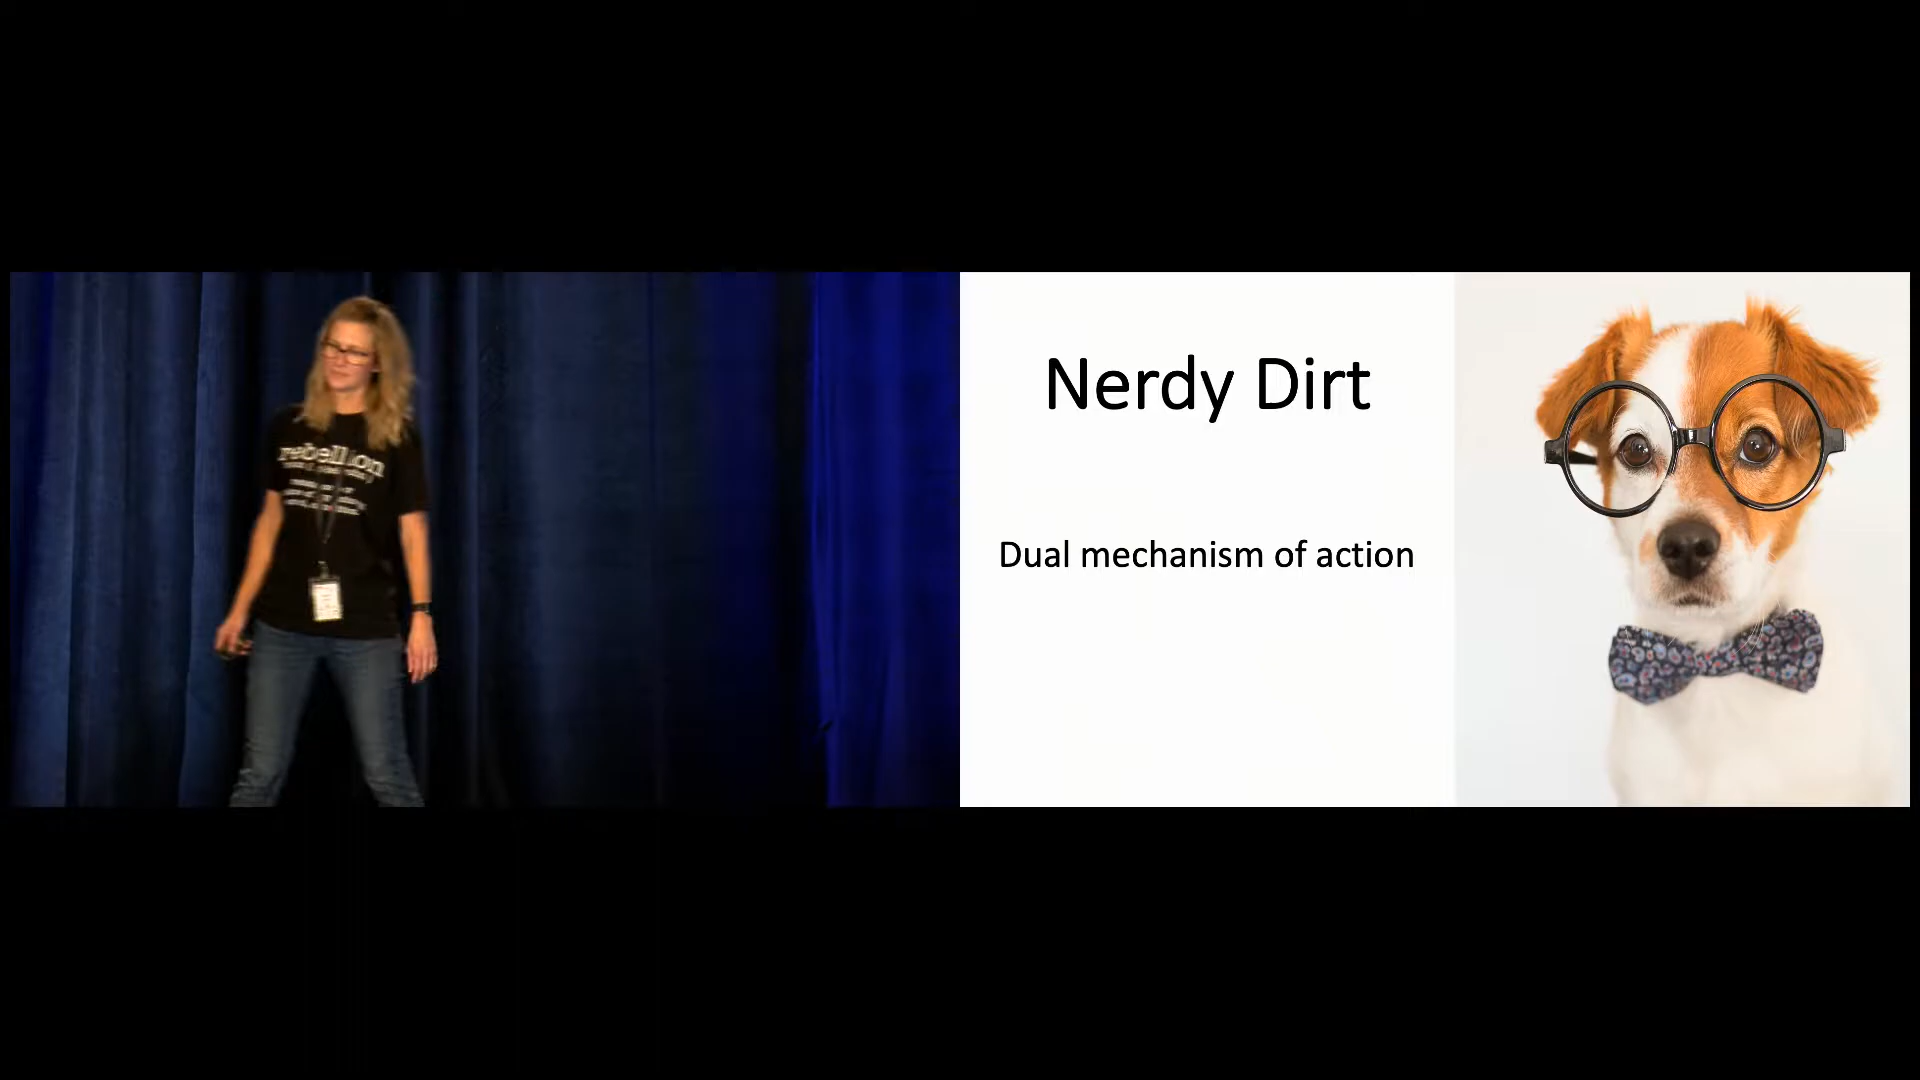 rebellion
Nerdy Dirt
Dual mechanism of action